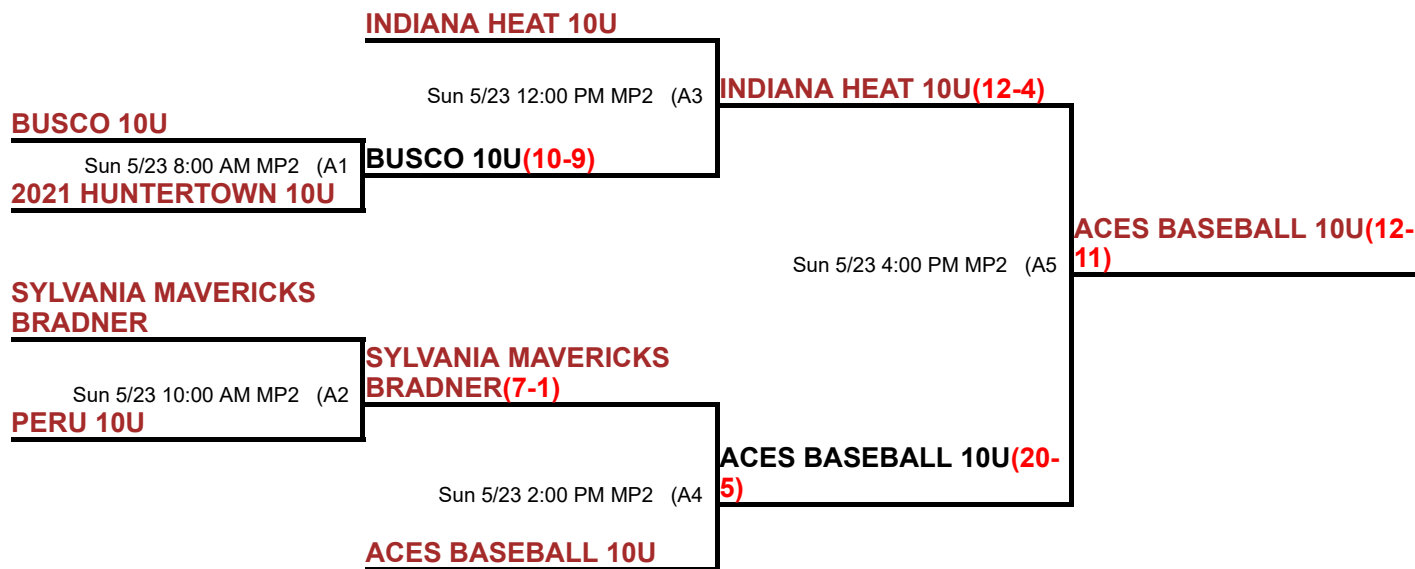 INDIANA HEAT 10U
Sun 5/23 12:00 PM MP2 (A3
INDIANA HEAT 10U(12-4)
BUSCO 10U
Sun 5/23 8:00 AM MP2 (A1
BUSCO 10U(10-9)
2021 HUNTERTOWN 10U
ACES BASEBALL 10U(12-
11)
Sun 5/23 4:00 PM MP2 (A5
SYLVANIA MAVERICKS
BRADNER
SYLVANIA MAVERICKS
BRADNER(7-1)
Sun 5/23 10:00 AM MP2 (A2
PERU 10U
ACES BASEBALL 10U(20-
5)
Sun 5/23 2:00 PM MP2 (A4
ACES BASEBALL 10U